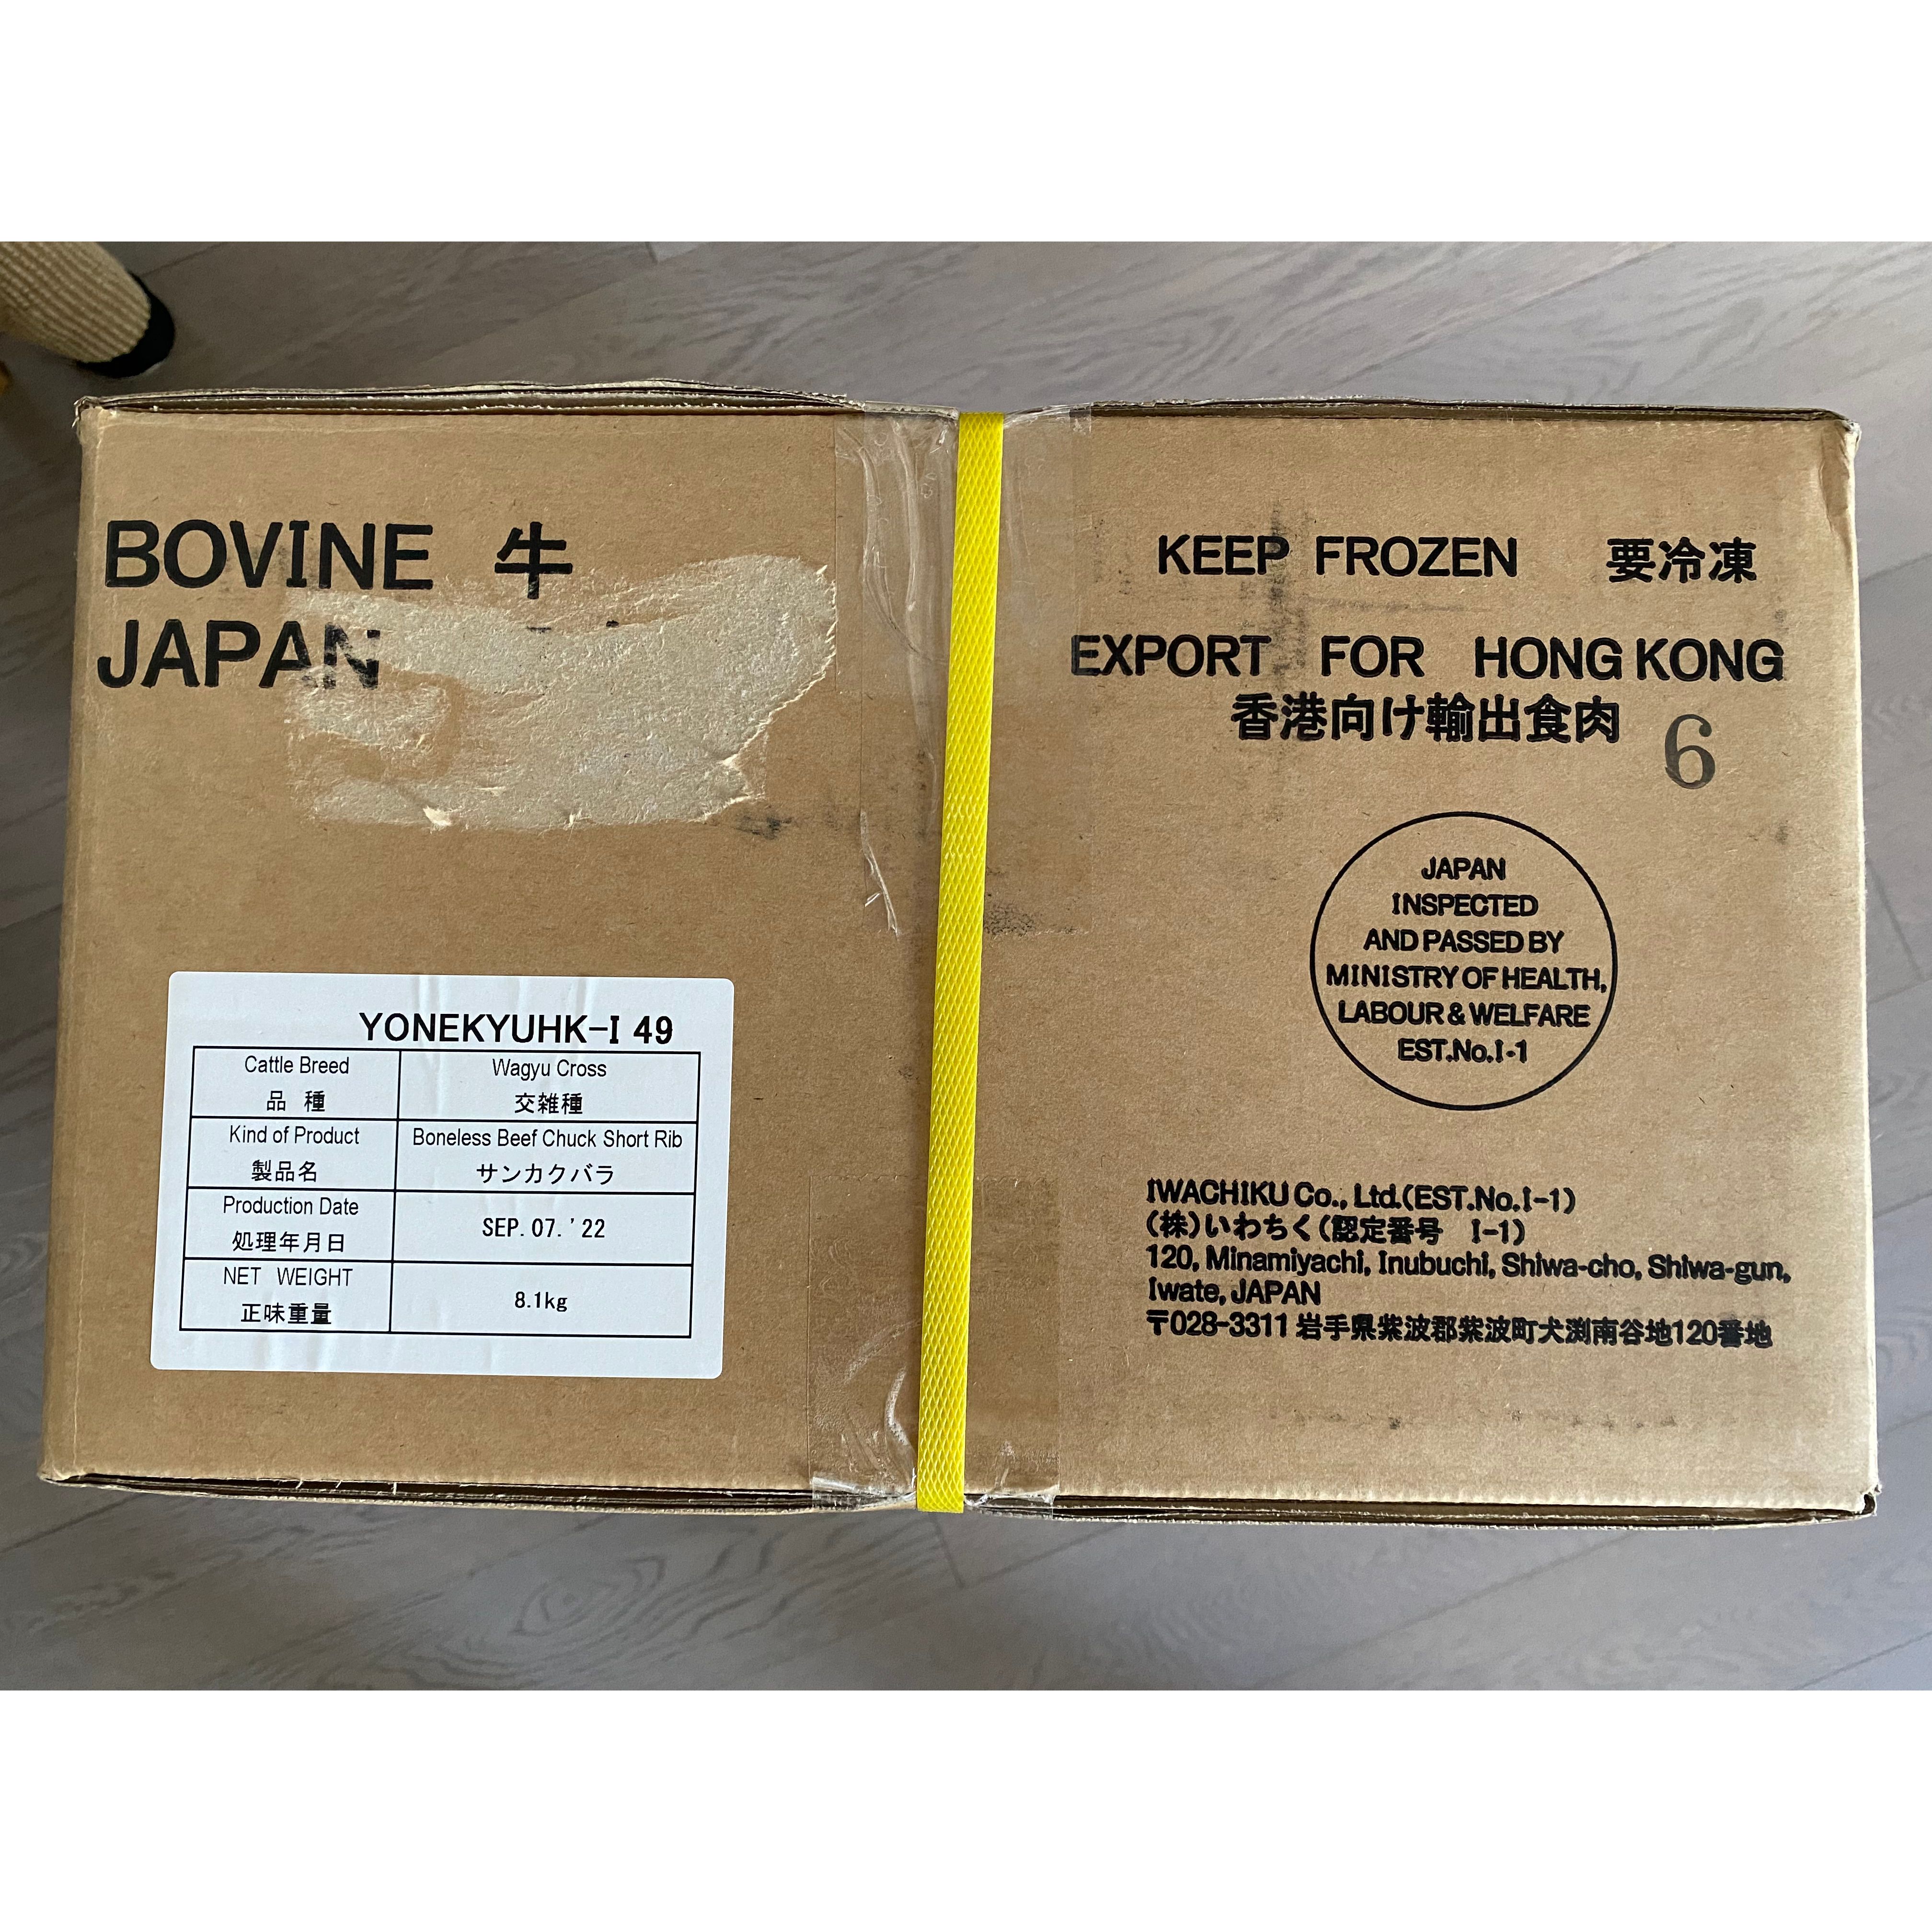 BOVINE 牛
JAPAN
YONEKYUHK-I 49
Cattle Breed
品 種
Wagyu Cross
交雑種
Kind of Product
製品名
Boneless Beef Chuck Short Rib
サンカクバラ
Production Date
処理年月日
SEP. 07. '22
NET WEIGHT
正味重量
8.1kg
KEEP FROZEN 要冷凍
EXPORT FOR HONG KONG
香港向け輸出食肉
6
JAPAN
INSPECTED
AND PASSED BY
MINISTRY OF HEALTH,
LABOUR & WELFARE
EST.No.I-1
IWACHIKU Co., Ltd.(EST.No.I-1)
(株)いわちく(認定番号 I-1)
120, Minamiyachi, Inubuchi, Shiwa-cho, Shiwa-gun,
Iwate, JAPAN
〒028-3311 岩手県紫波郡紫波町犬渕南谷地120番地